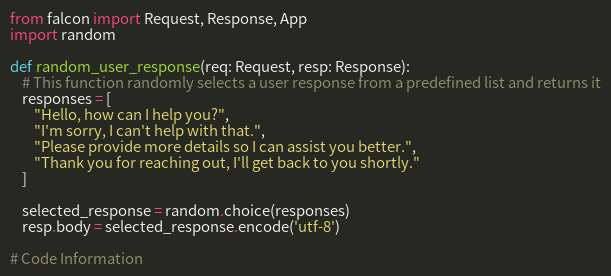 from falcon import Request, Response, App
import random
def random_user_response(req: Request, resp: Response):
# This function randomly selects a user response from a predefined list and returns it
responses = [
"Hello, how can I help you?",
"I'm sorry, I can't help with that.",
"Please provide more details so I can assist you better.",
"Thank you for reaching out, I'll get back to you shortly."
]
selected_response = random.choice(responses)
resp.body = selected_response.encode('utf-8')
# Code Information